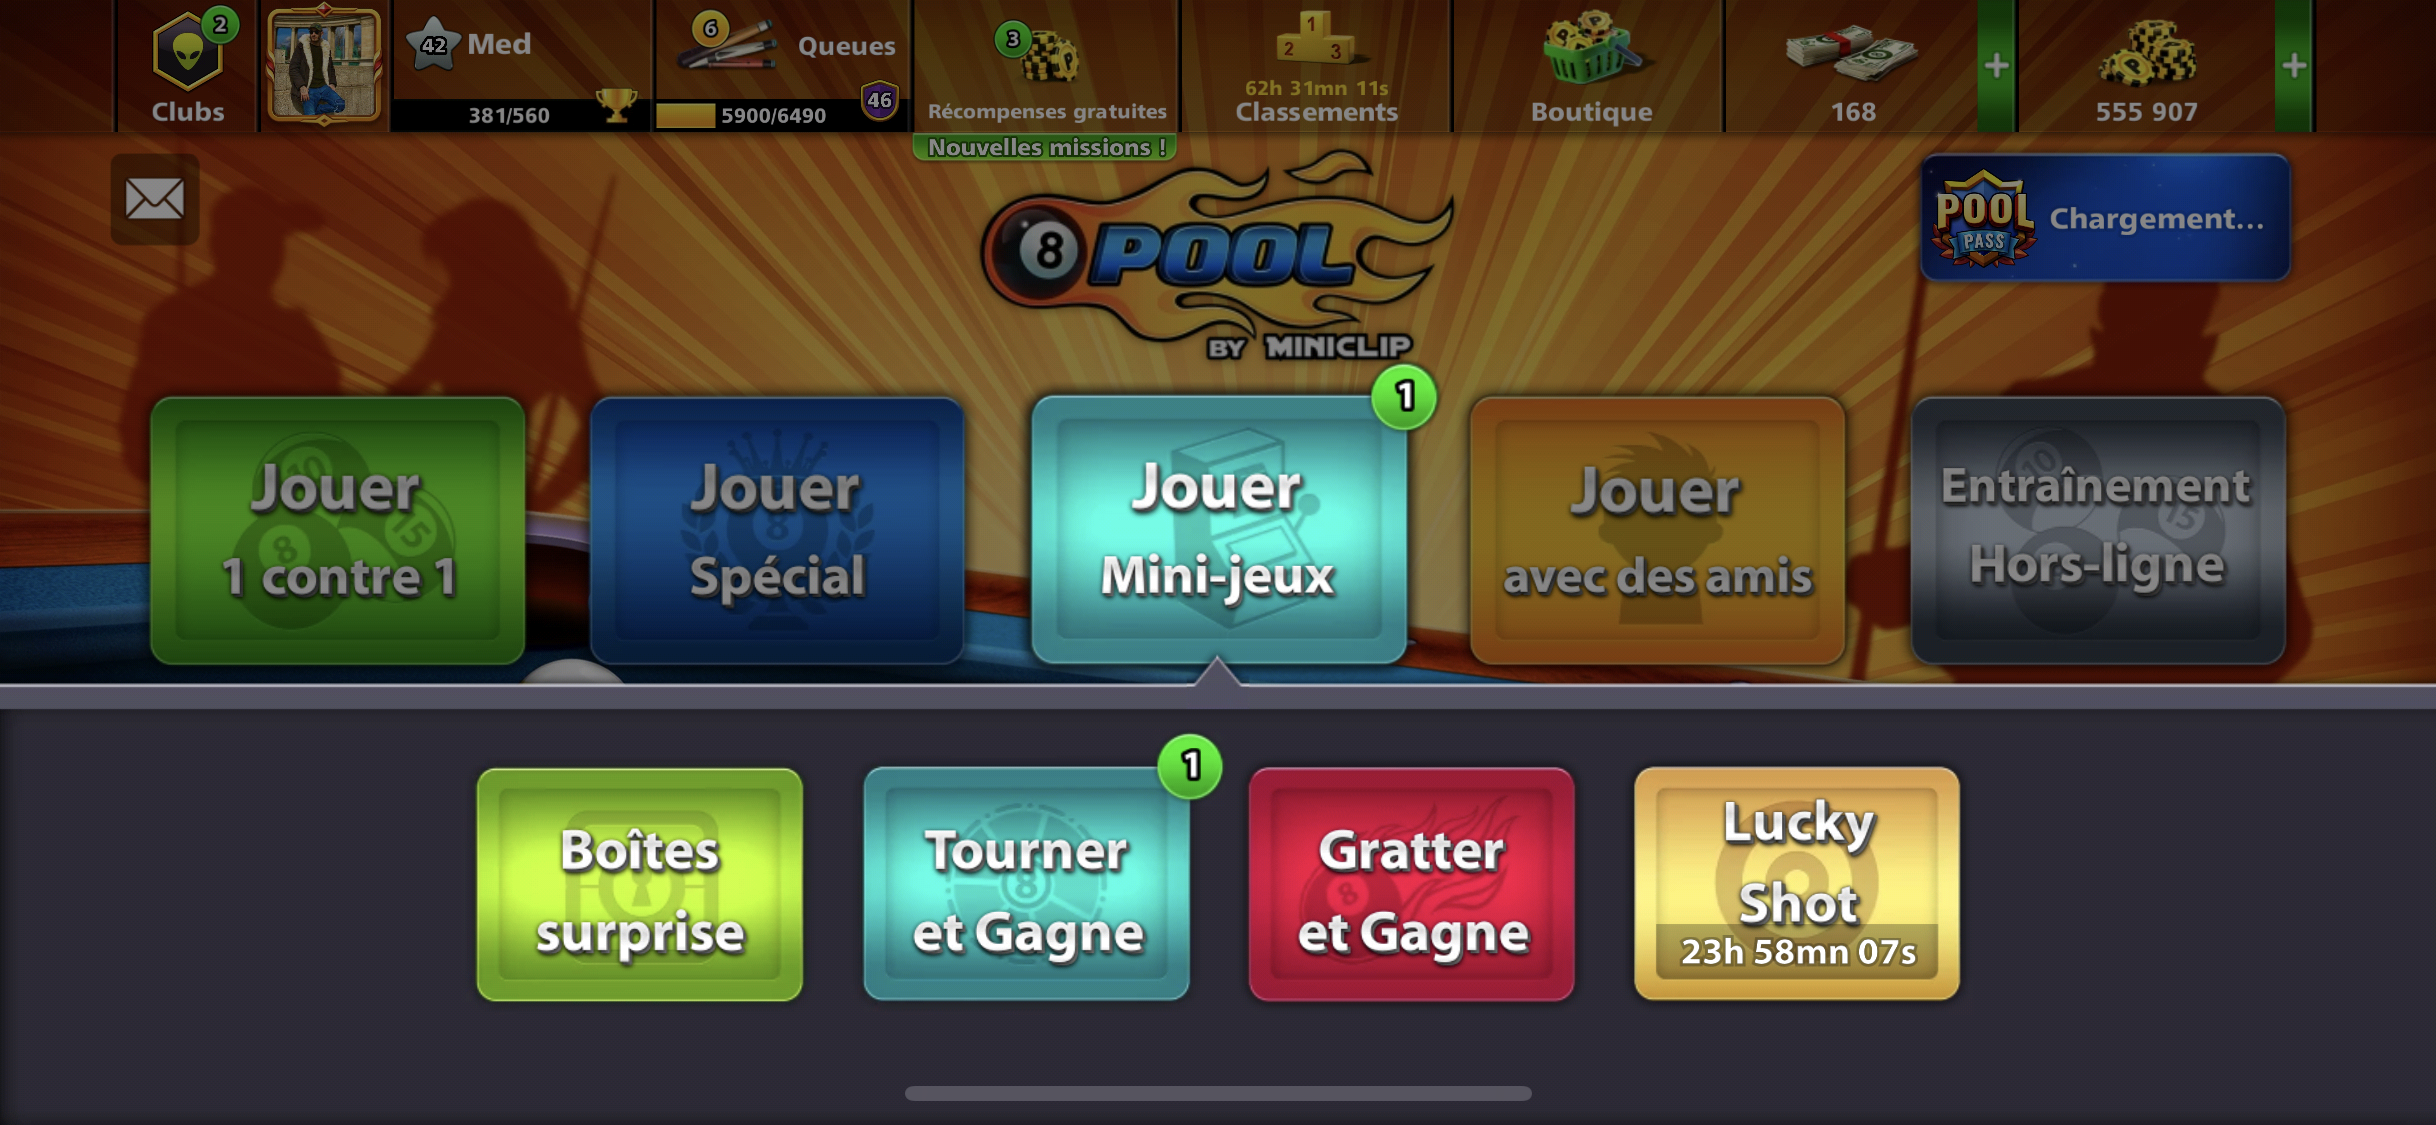 2
Clubs
42
Med
381/560
6
Queues
5900/6490
46
3
Récompenses gratuites
Nouvelles missions !
1
2
3
62h 31mn 11s
Classements
Boutique
168
+
555 907
+
8 POOL
BY MINICLIP
POOL
PASS
Chargement...
Jouer
1 contre 1
Jouer
Spécial
1
Jouer
Mini-jeux
Jouer
avec des amis
Entraînement
Hors-ligne
Boîtes
surprise
1
Tourner
et Gagne
Gratter
et Gagne
Lucky
Shot
23h 58mn 07s